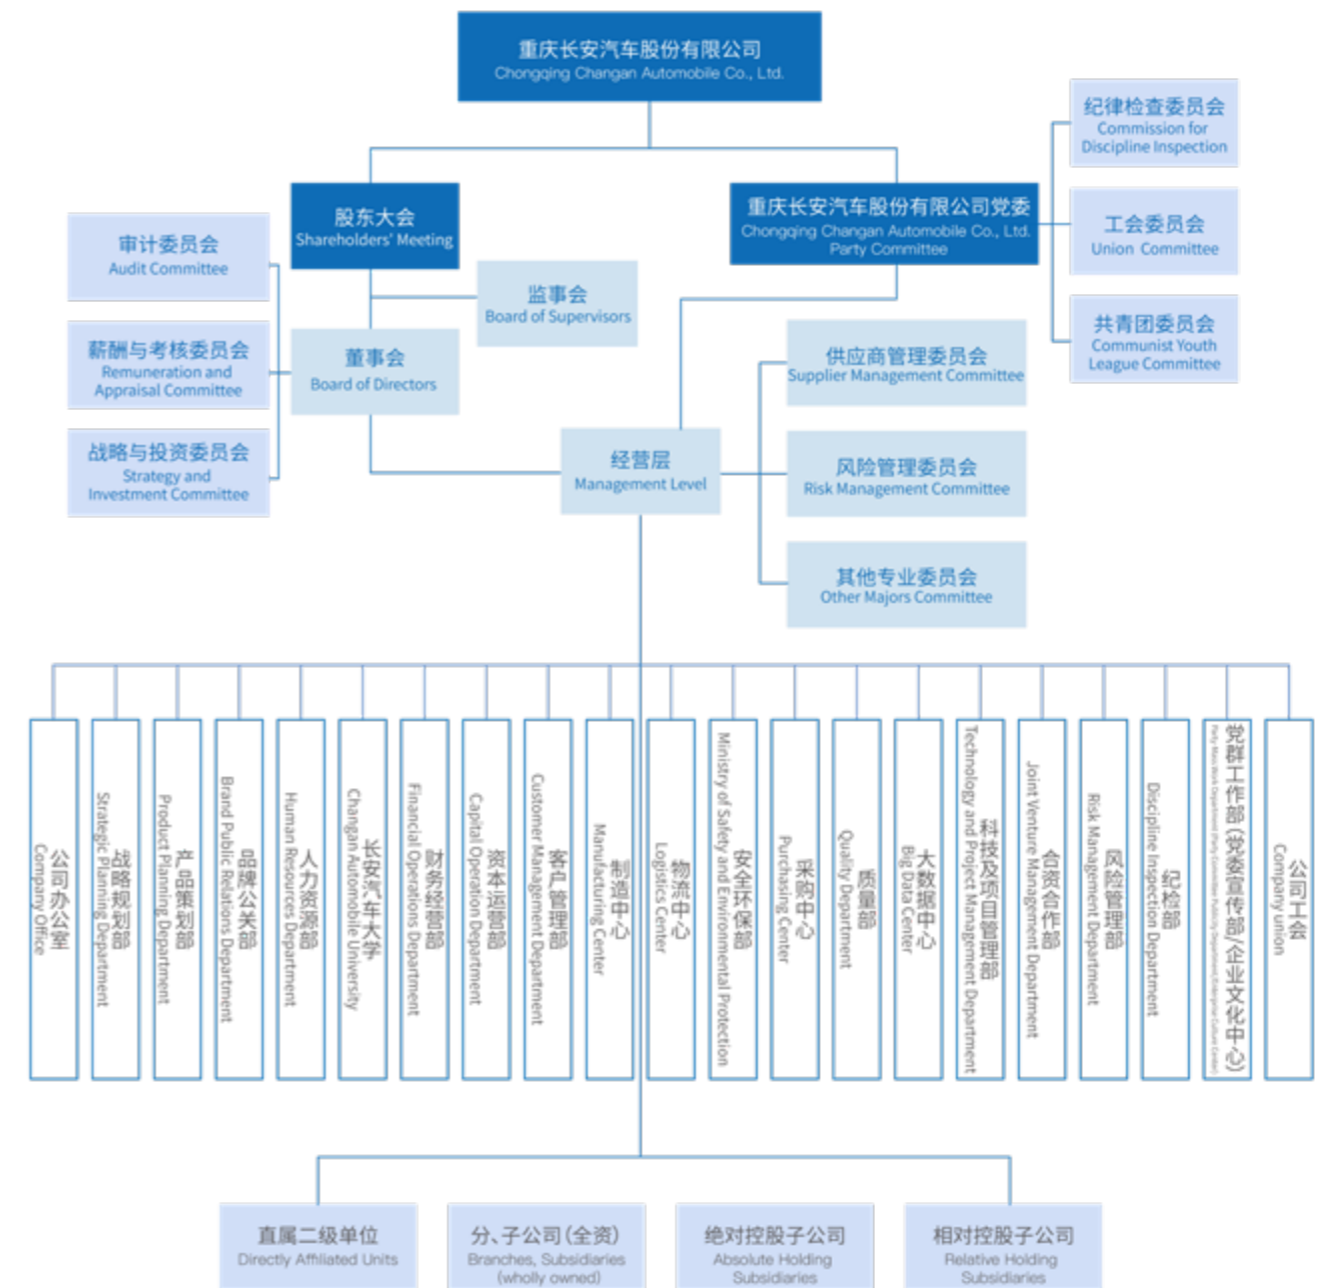 重庆长安汽车股份有限公司
Chongqing Changan Automobile Co., Ltd.
纪律检查委员会
Commission for
Discipline Inspection
股东大会
Shareholders' Meeting
重庆长安汽车股份有限公司党委
Chongqing Changan Automobile Co., Ltd.
Party Committee
工会委员会
Union Committee
审计委员会
Audit Committee
监事会
Board of Supervisors
共青团委员会
Communist Youth
League Committee
薪酬与考核委员会
Remuneration and
Appraisal Committee
董事会
Board of Directors
供应商管理委员会
Supplier Management Committee
战略与投资委员会
Strategy and
Investment Committee
经营层
Management Level
风险管理委员会
Risk Management Committee
其他专业委员会
Other Majors Committee
公司办公室
Company Office
战略规划部
Strategic Planning Department
产品策划部
Product Planning Department
品牌公关部
Brand Public Relations Department
人力资源部
Human Resources Department
长安汽车大学
Changan Automobile University
财务经营部
Financial Operations Department
资本运营部
Capital Operation Department
客户管理部
Customer Management Department
制造中心
Manufacturing Center
物流中心
Logistics Center
安全环保部
Ministry of Safety and Environmental Protection
采购中心
Purchasing Center
质量部
Quality Department
大数据中心
Big Data Center
科技及项目管理部
Technology and Project Management Department
合资合作部
Joint Venture Management Department
风险管理部
Risk Management Department
纪检部
Discipline Inspection Department
党群工作部(党委宣传部/企业文化中心)
Party Mass Work Department (Party Committee Publicity Department/Enterprise Culture Center)
公司工会
Company union
直属二级单位
Directly Affiliated Units
分、子公司(全资)
Branches, Subsidiaries
(wholly owned)
绝对控股子公司
Absolute Holding
Subsidiaries
相对控股子公司
Relative Holding
Subsidiaries